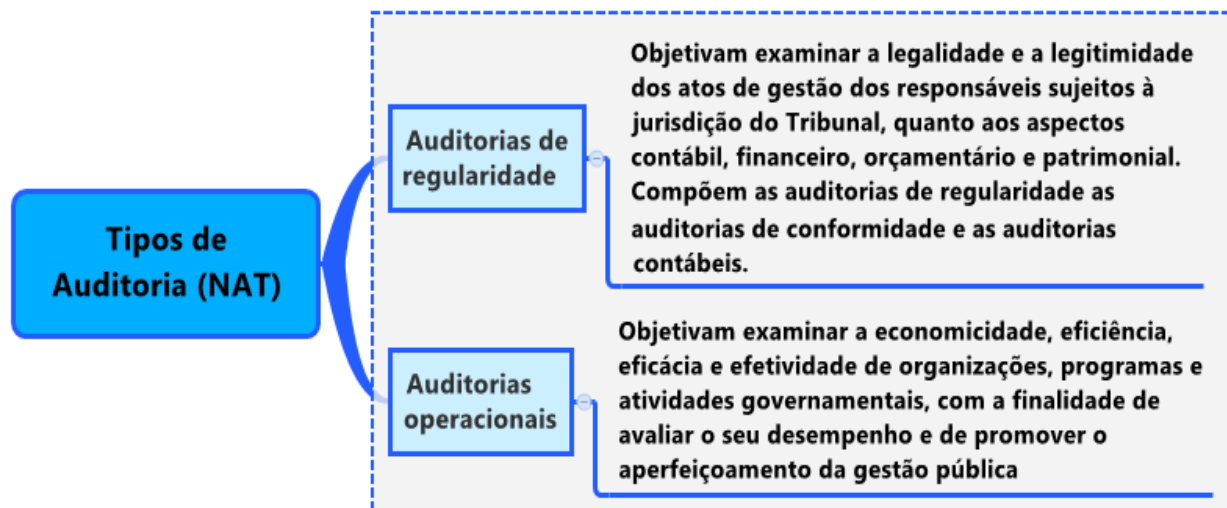 Tipos de
Auditoria (NAT)
Auditorias de
regularidade
Objetivam examinar a legalidade e a legitimidade
dos atos de gestão dos responsáveis sujeitos à
jurisdição do Tribunal, quanto aos aspectos
contábil, financeiro, orçamentário e patrimonial.
Compõem as auditorias de regularidade as
auditorias de conformidade e as auditorias
contábeis.
Auditorias
operacionais
Objetivam examinar a economicidade, eficiência,
eficácia e efetividade de organizações, programas e
atividades governamentais, com a finalidade de
avaliar o seu desempenho e de promover o
aperfeiçoamento da gestão pública